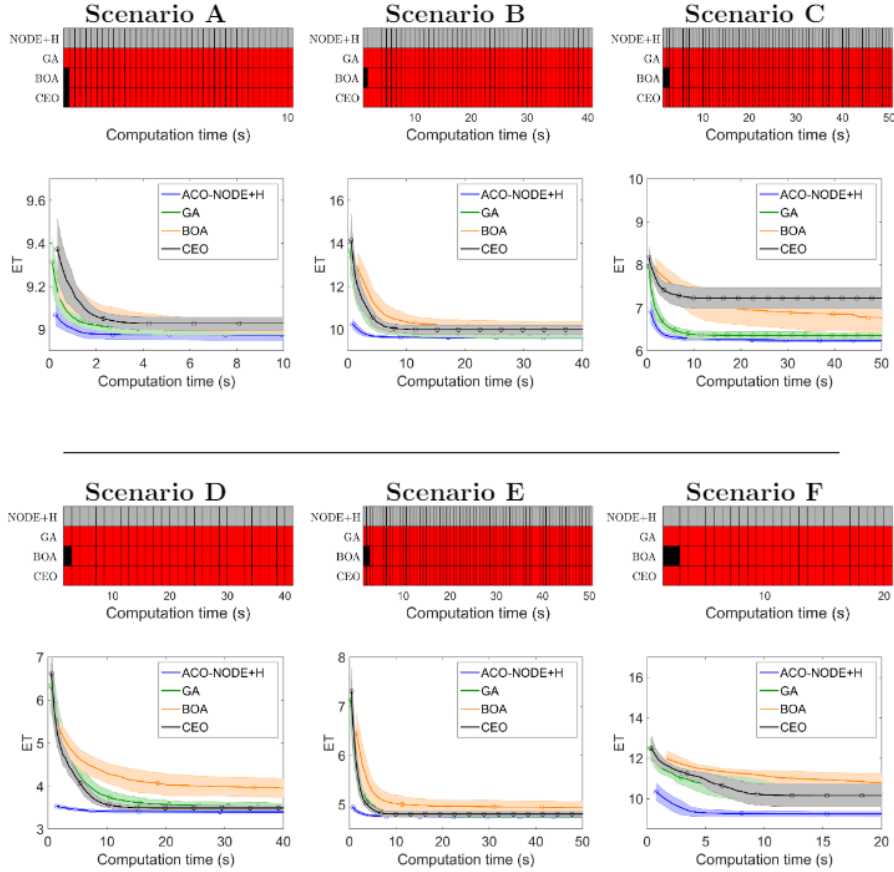 Scenario A Scenario B Scenario C
NODE+H NODE+H NODE+H
GA GA GA
BOA BOA BOA
CEO CEO CEO
10 10 20 30 40 10 20 30 40 50
Computation time (s) Computation time (s) Computation time (s)
9.6 16 10
9.4 14 9
9.2 12 8
9 10 7
6
ET ET ET
ACO-NODE+H ACO-NODE+H ACO-NODE+H
GA GA GA
BOA BOA BOA
CEO CEO CEO
0 2 4 6 8 10 0 10 20 30 40 0 10 20 30 40 50
Computation time (s) Computation time (s) Computation time (s)
Scenario D Scenario E Scenario F
NODE+H NODE+H NODE+H
GA GA GA
BOA BOA BOA
CEO CEO CEO
10 20 30 40 10 20 30 40 50 10 20
Computation time (s) Computation time (s) Computation time (s)
7 8 16
6 7 14
5 6 12
4 5 10
3
ET ET ET
ACO-NODE+H ACO-NODE+H ACO-NODE+H
GA GA GA
BOA BOA BOA
CEO CEO CEO
0 10 20 30 40 0 10 20 30 40 50 0 5 10 15 20
Computation time (s) Computation time (s) Computation time (s)